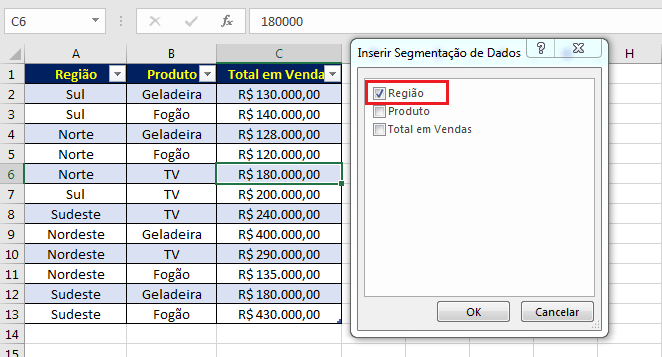 C6 fx 180000
A B C H
1 Região Produto Total em Venda
2 Sul Geladeira R$ 130.000,00
3 Sul Fogão R$ 140.000,00
4 Norte Geladeira R$ 128.000,00
5 Norte Fogão R$ 120.000,00
6 Norte TV R$ 180.000,00
7 Sul TV R$ 200.000,00
8 Sudeste TV R$ 240.000,00
9 Nordeste Geladeira R$ 400.000,00
10 Nordeste TV R$ 290.000,00
11 Nordeste Fogão R$ 135.000,00
12 Sudeste Geladeira R$ 180.000,00
13 Sudeste Fogão R$ 430.000,00
14
15
Inserir Segmentação de Dados ?
Região
Produto
Total em Vendas
OK Cancelar